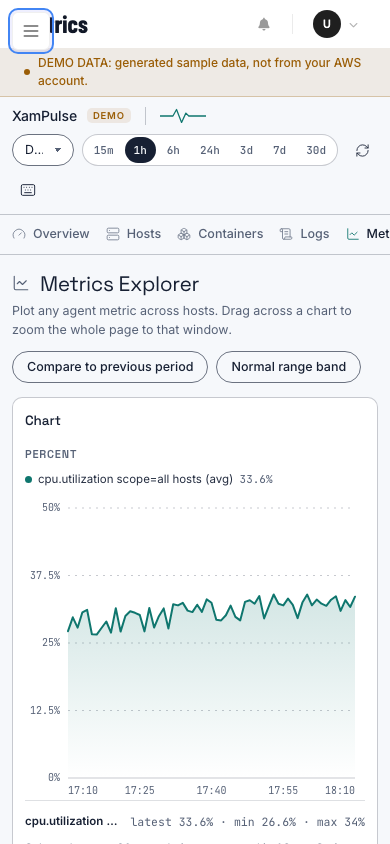 U
DEMO DATA: generated sample data, not from your AWS
account.
XamPulse DEMO
D... 15m 1h 6h 24h 3d 7d 30d
Overview Hosts Containers Logs
Metrics Explorer
Plot any agent metric across hosts. Drag across a chart to
zoom the whole page to that window.
Compare to previous period Normal range band
Chart
PERCENT
cpu.utilization scope=all hosts (avg) 33.6%
50%
37.5%
25%
12.5%
0%
17:10 17:25 17:40 17:55 18:10
cpu.utilization ... latest 33.6% · min 26.6% · max 34%